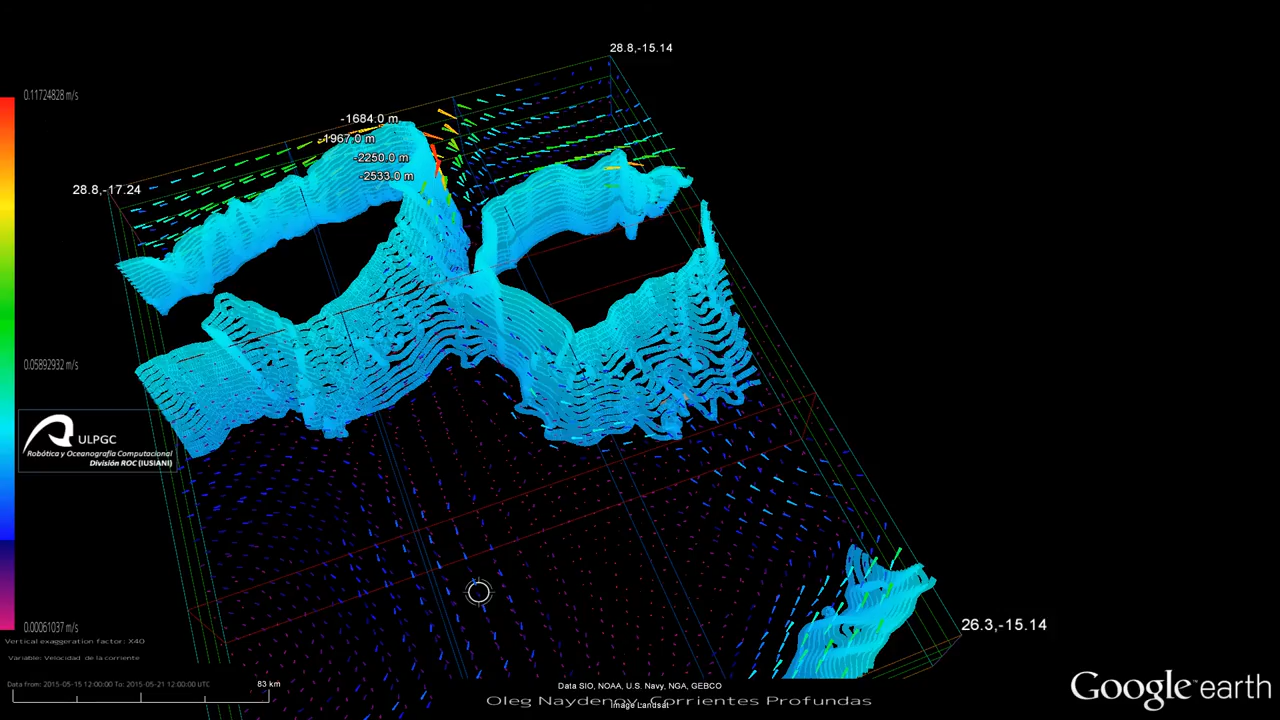 28.8,-15.14
0.11724828 m/s
-1684.0 m
-1967.0 m
-2250.0 m
-2533.0 m
28.8,-17.24
0.05892932 m/s
ULPGC
Robótica y Oceanografía Computacional
División ROC (IUSIANI)
26.3,-15.14
0.00061037 m/s
Vertical exaggeration factor: X40
Variable: Velocidad de la corriente
Data from: 2015-05-15 12:00:00 To: 2015-05-21 12:00:00 UTC
83 km
Data SIO, NOAA, U.S. Navy, NGA, GEBCO
Oleg Nayden Corrientes Profundas
Image Landsat
Google earth